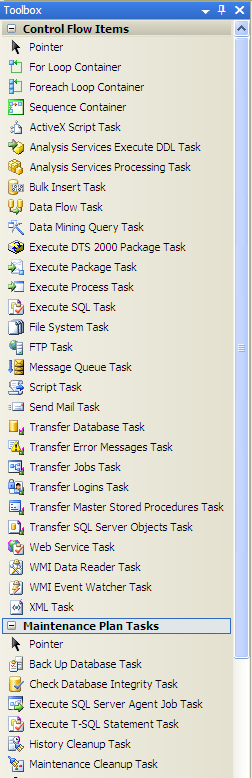 Toolbox
Control Flow Items
Pointer
For Loop Container
Foreach Loop Container
Sequence Container
ActiveX Script Task
Analysis Services Execute DDL Task
Analysis Services Processing Task
Bulk Insert Task
Data Flow Task
Data Mining Query Task
Execute DTS 2000 Package Task
Execute Package Task
Execute Process Task
Execute SQL Task
File System Task
FTP Task
Message Queue Task
Script Task
Send Mail Task
Transfer Database Task
Transfer Error Messages Task
Transfer Jobs Task
Transfer Logins Task
Transfer Master Stored Procedures Task
Transfer SQL Server Objects Task
Web Service Task
WMI Data Reader Task
WMI Event Watcher Task
XML Task
Maintenance Plan Tasks
Pointer
Back Up Database Task
Check Database Integrity Task
Execute SQL Server Agent Job Task
Execute T-SQL Statement Task
History Cleanup Task
Maintenance Cleanup Task